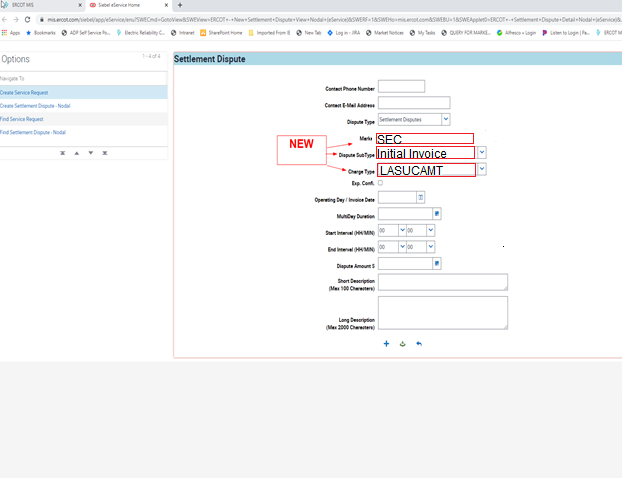 ERCOT MIS
Siebel eService Home
mis.ercot.com/siebel/app/eservice/enu?SWECmd=GotoView&SWEView=ERCOT+-+New+Settlement+Dispute+View+Nodal+(eService)&SWERF=1&SWEHo=mis.ercot.com&SWEBU=1&SWEApplet0=ERCOT+-+Settlement+Dispute+Detail+Nodal+(eService)&
Apps
Bookmarks
ADP Self Service Po...
Electric Reliability C...
Intranet
SharePoint Home
Imported From IE
New Tab
Log in - JIRA
Market Notices
My Tasks
QUERY FOR MARKE...
Alfresco » Login
Listen to Login | Pa...
ERCOT M
Options
1 - 4 of 4
Navigate To
Create Service Request
Create Settlement Dispute - Nodal
Find Service Request
Find Settlement Dispute - Nodal
Settlement Dispute
Contact Phone Number
Contact E-Mail Address
Dispute Type
Settlement Disputes
NEW
Marks
SEC
Dispute SubType
Initial Invoice
Charge Type
LASUCAMT
Exp. Confi.
Operating Day / Invoice Date
MultiDay Duration
Start Interval (HH/MIN)
00
00
End Interval (HH/MIN)
00
00
Dispute Amount $
Short Description
(Max 100 Characters)
Long Description
(Max 2000 Characters)